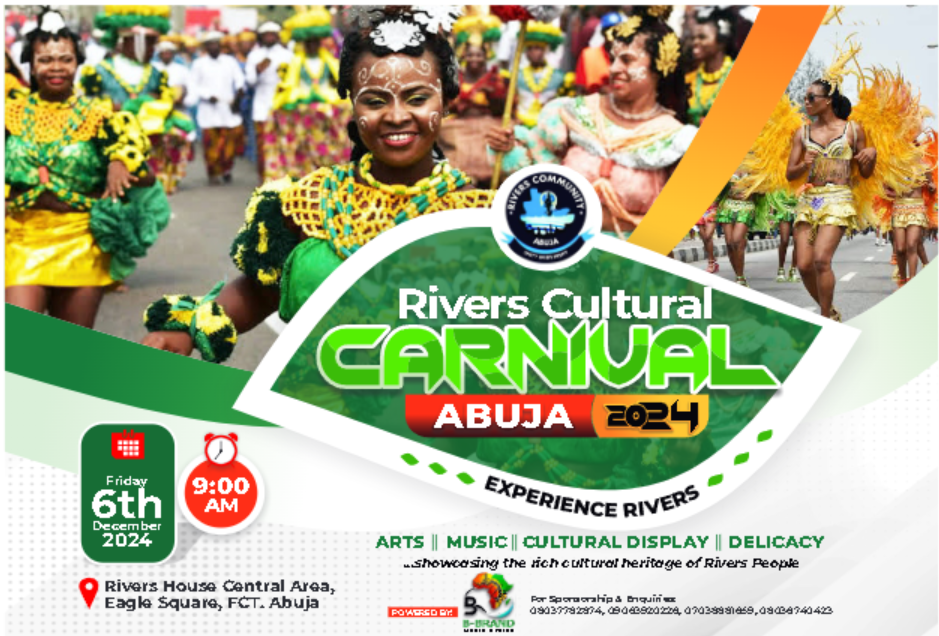 RIVERS COMMUNITY
ABUJA
Rivers Cultural
CARNIVAL
ABUJA 2024
EXPERIENCE RIVERS
Friday
6th
December
2024
9:00
AM
ARTS || MUSIC || CULTURAL DISPLAY || DELICACY
...showcasing the rich cultural heritage of Rivers People
Rivers House Central Area,
Eagle Square, FCT. Abuja
POWERED BY:
B-BRAND
For Sponsorship & Enquiries